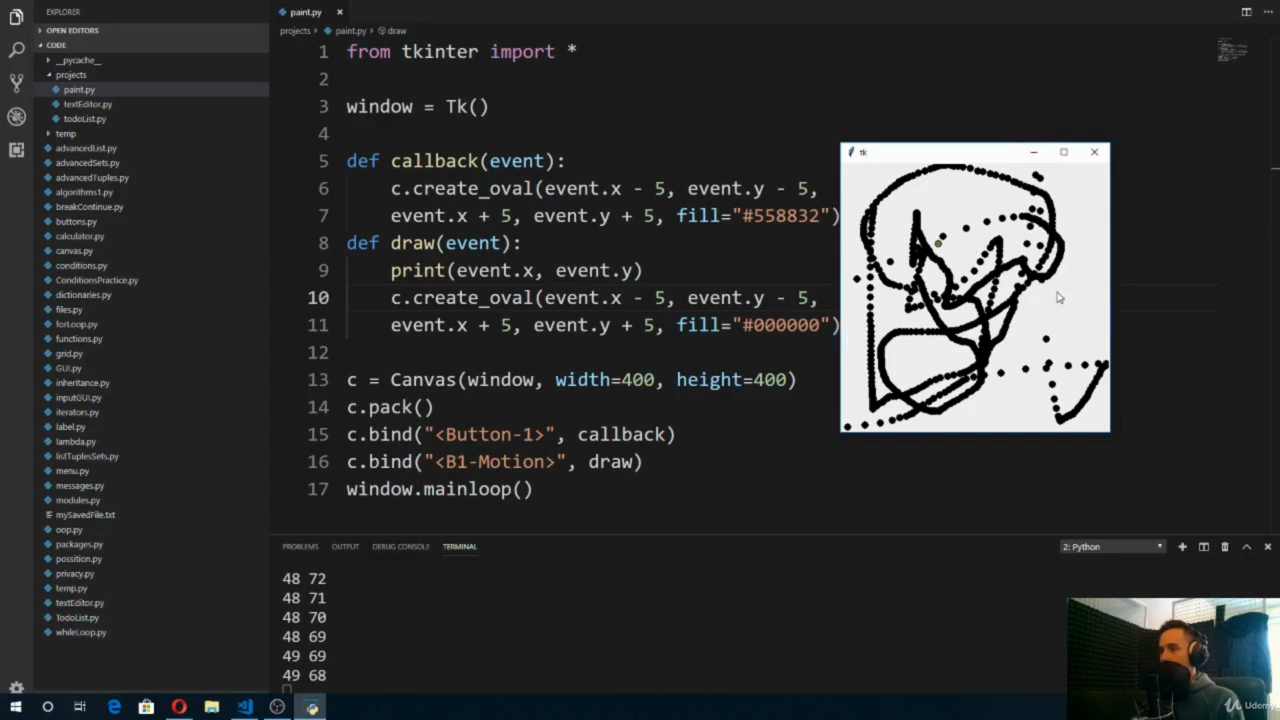 EXPLORER
OPEN EDITORS
CODE
__pycache__
projects
paint.py
textEditor.py
todoList.py
temp
advancedList.py
advancedSets.py
advancedTuples.py
algorithms1.py
breakContinue.py
buttons.py
calculator.py
canvas.py
conditions.py
ConditionsPractice.py
dictionaries.py
files.py
forLoop.py
functions.py
grid.py
GUI.py
inheritance.py
inputGUI.py
iterators.py
label.py
lambda.py
listTuplesSets.py
menu.py
messages.py
modules.py
mySavedFile.txt
oop.py
packages.py
possition.py
privacy.py
temp.py
textEditor.py
TodoList.py
whileLoop.py
paint.py
projects paint.py draw
1 from tkinter import *
2
3 window = Tk()
4
5 def callback(event):
6 c.create_oval(event.x - 5, event.y - 5,
7 event.x + 5, event.y + 5, fill="#558832")
8 def draw(event):
9 print(event.x, event.y)
10 c.create_oval(event.x - 5, event.y - 5,
11 event.x + 5, event.y + 5, fill="#000000")
12
13 c = Canvas(window, width=400, height=400)
14 c.pack()
15 c.bind("<Button-1>", callback)
16 c.bind("<B1-Motion>", draw)
17 window.mainloop()
tk
PROBLEMS OUTPUT DEBUG CONSOLE TERMINAL
2: Python
48 72
48 71
48 70
48 69
49 69
49 68
Udemy